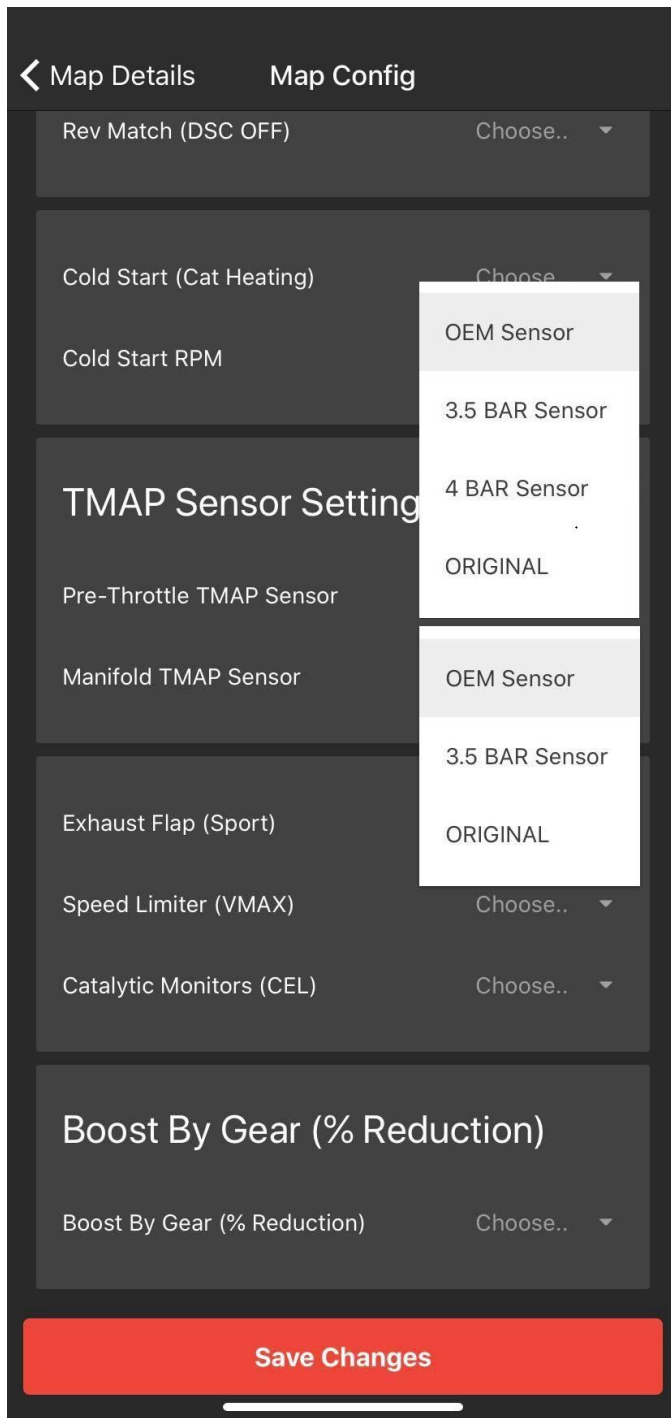 Map Details Map Config
Rev Match (DSC OFF) Choose..
Cold Start (Cat Heating) Choose
Cold Start RPM
OEM Sensor
3.5 BAR Sensor
4 BAR Sensor
ORIGINAL
TMAP Sensor Setting
Pre-Throttle TMAP Sensor
Manifold TMAP Sensor
OEM Sensor
3.5 BAR Sensor
ORIGINAL
Exhaust Flap (Sport)
Speed Limiter (VMAX) Choose..
Catalytic Monitors (CEL) Choose..
Boost By Gear (% Reduction)
Boost By Gear (% Reduction) Choose..
Save Changes